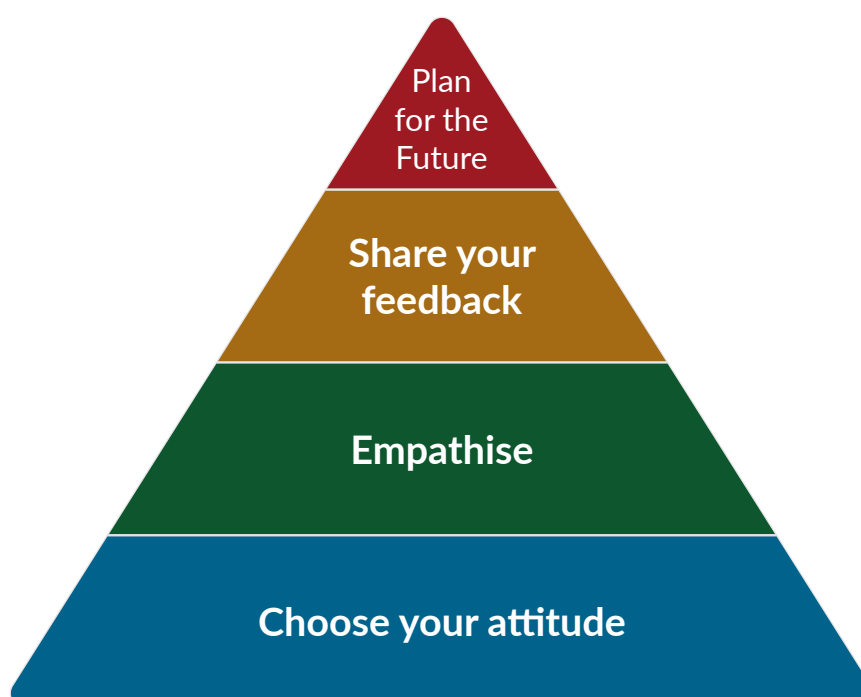 Plan
for the
Future
Share your
feedback
Empathise
Choose your attitude